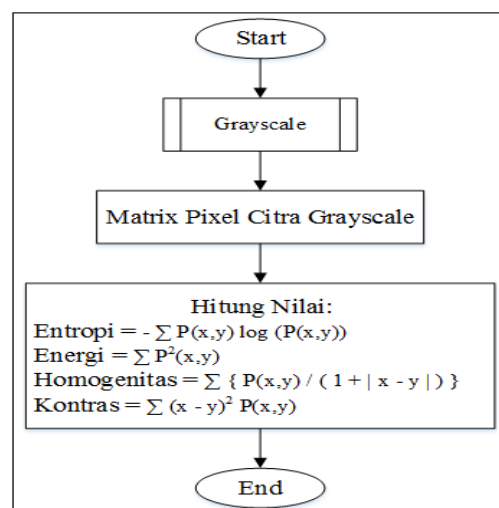 Start
Grayscale
Matrix Pixel Citra Grayscale
Hitung Nilai:
Entropi = - ∑ P(x,y) log (P(x,y))
Energi = ∑ P²(x,y)
Homogenitas = ∑ { P(x,y) / ( 1 + | x - y | ) }
Kontras = ∑ (x - y)² P(x,y)
End